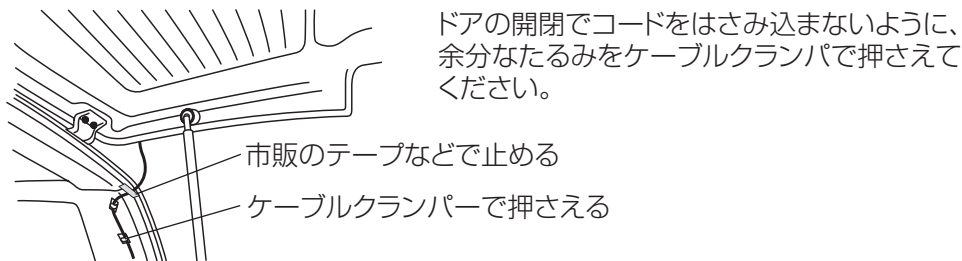 ドアの開閉でコードをはさみ込まないように、
余分なたるみをケーブルクランパで押さえて
ください。
市販のテープなどで止める
ケーブルクランパーで押さえる